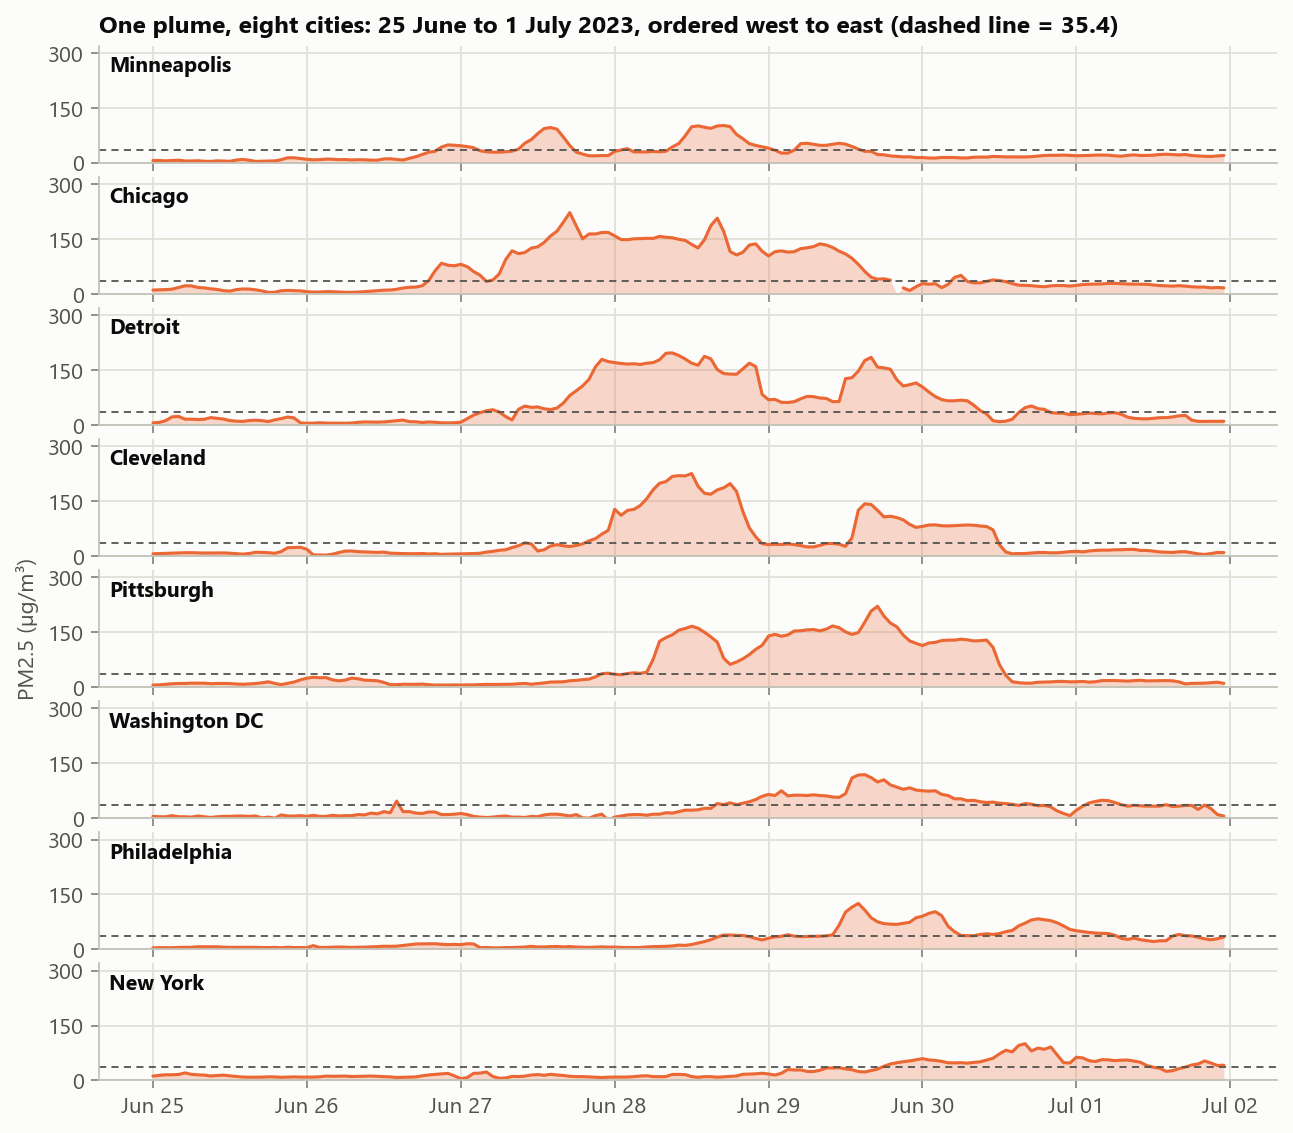 One plume, eight cities: 25 June to 1 July 2023, ordered west to east (dashed line = 35.4)
PM2.5 (µg/m³)
300
Minneapolis
150
0
300
Chicago
150
0
300
Detroit
150
0
300
Cleveland
150
0
300
Pittsburgh
150
0
300
Washington DC
150
0
300
Philadelphia
150
0
300
New York
150
0
Jun 25 Jun 26 Jun 27 Jun 28 Jun 29 Jun 30 Jul 01 Jul 02